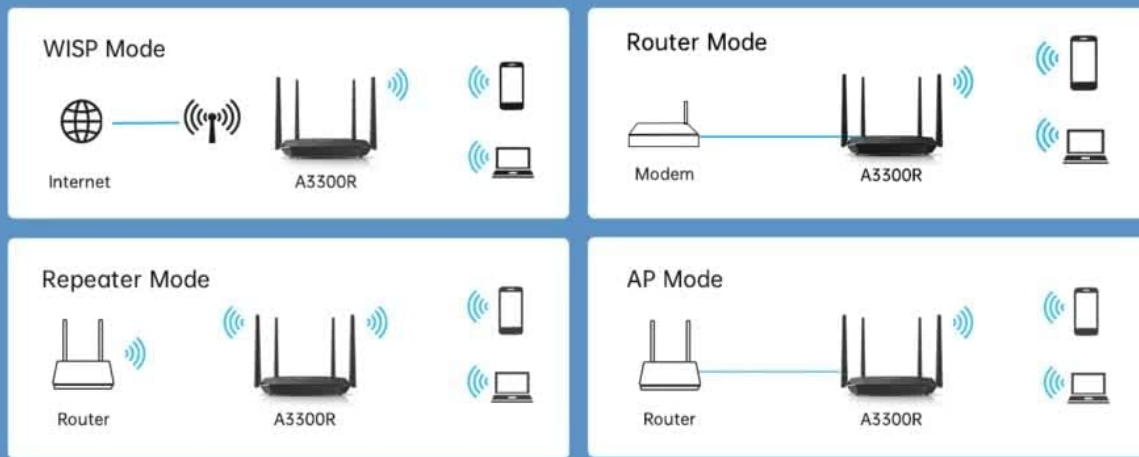 WISP Mode
Internet
A3300R
Router Mode
Modem
A3300R
Repeater Mode
Router
A3300R
AP Mode
Router
A3300R